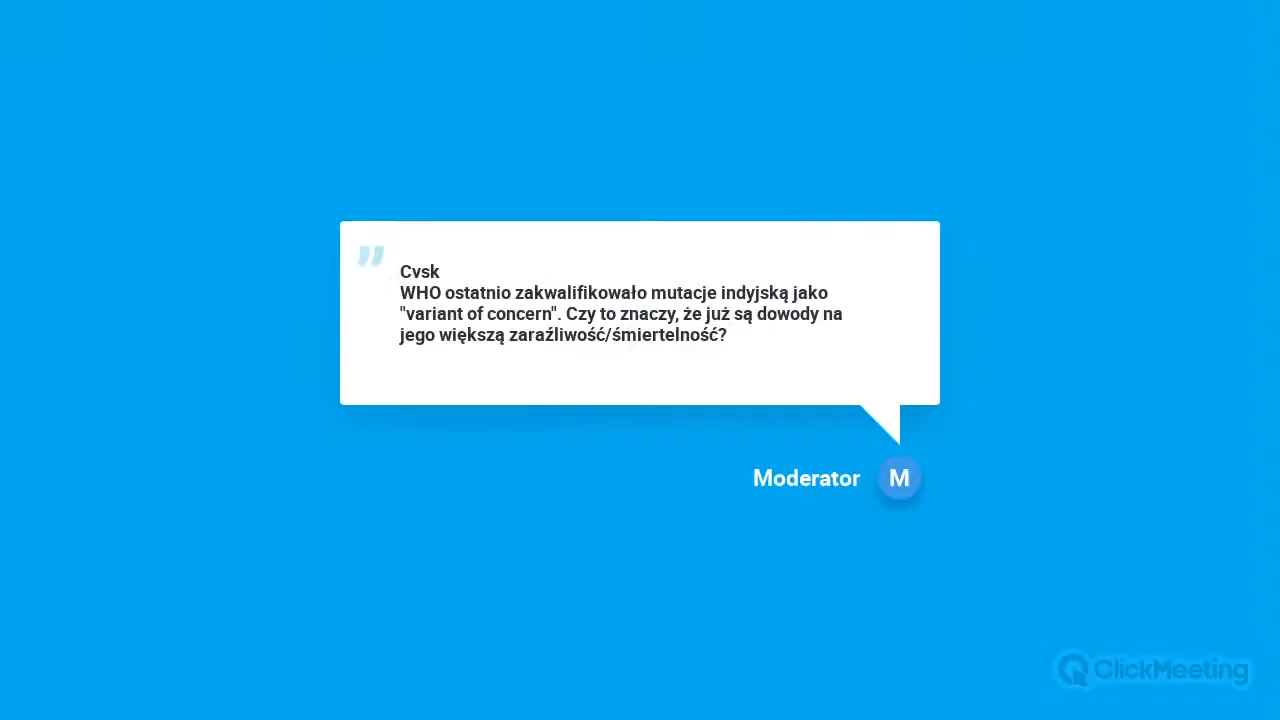 Cvsk
WHO ostatnio zakwalifikowało mutacje indyjską jako
"variant of concern". Czy to znaczy, że już są dowody na
jego większą zaraźliwość/śmiertelność?
Moderator M
ClickMeeting